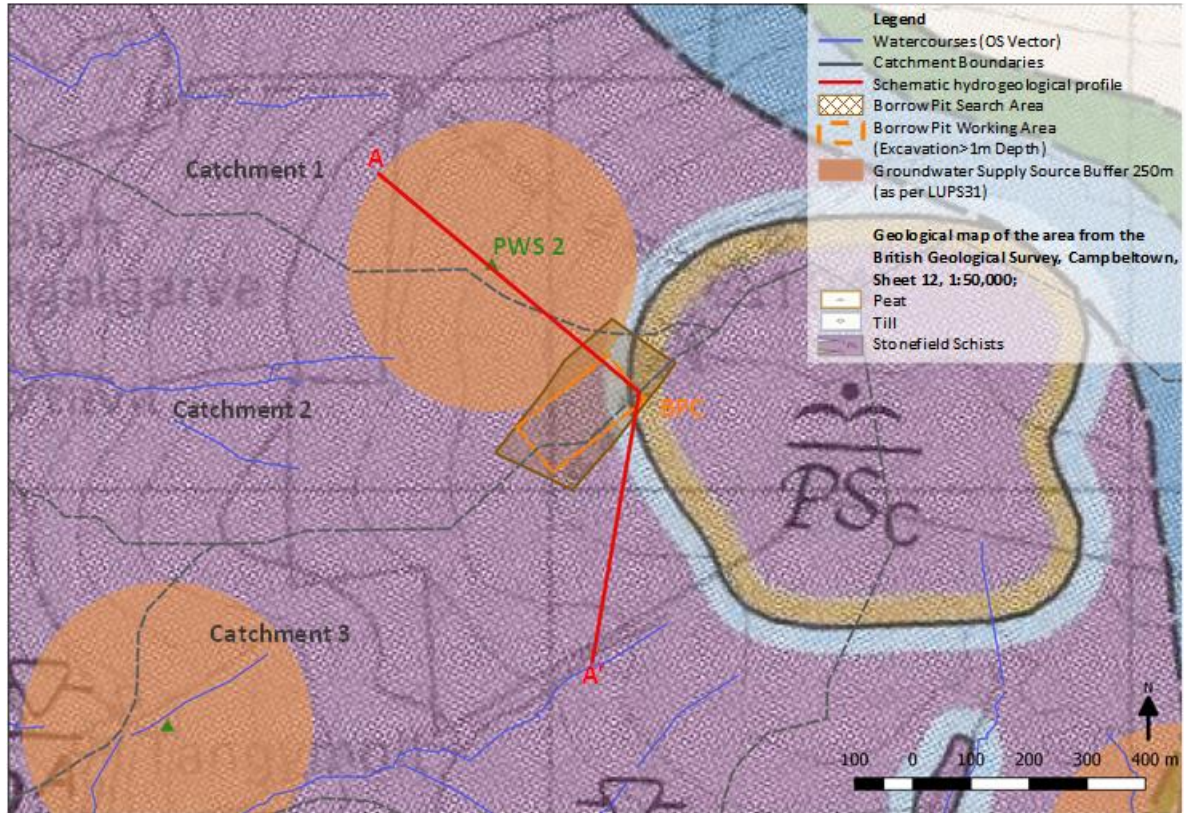 Legend
Watercourses (OS Vector)
Catchment Boundaries
Schematic hydrogeological profile
Borrow Pit Search Area
Borrow Pit Working Area
(Excavation>1m Depth)
Groundwater Supply Source Buffer 250m
(as per LUPS31)
Geological map of the area from the
British Geological Survey, Campbeltown,
Sheet 12, 1:50,000;
Peat
Till
Stonefield Schists
A
Catchment 1
PWS 2
Catchment 2
BPC
PSC
Catchment 3
A'
N
100 0 100 200 300 400 m